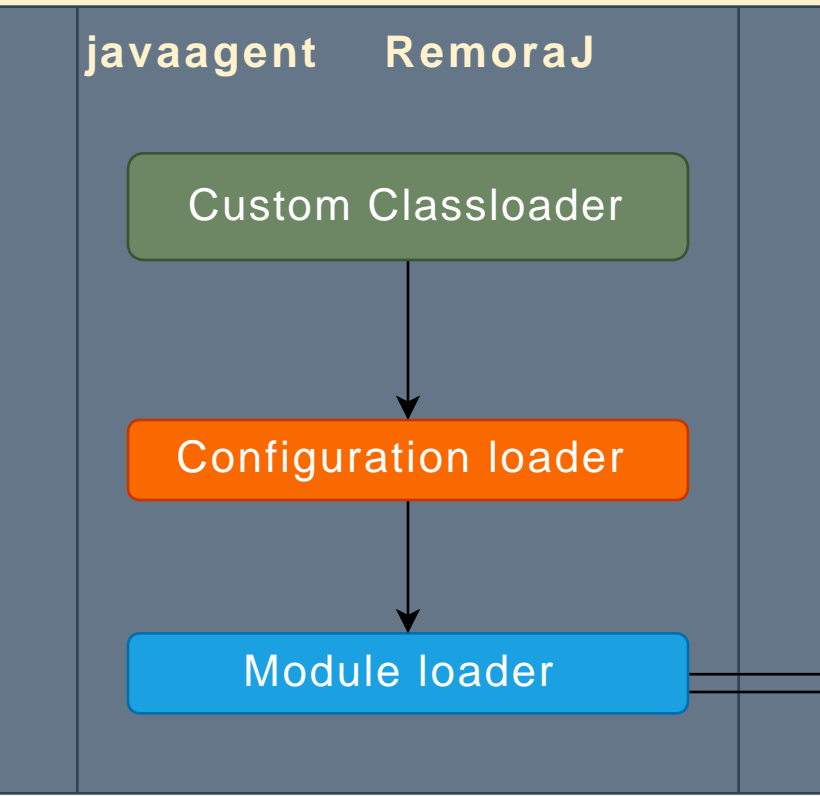 javaagent RemoraJ
Custom Classloader
Configuration loader
Module loader